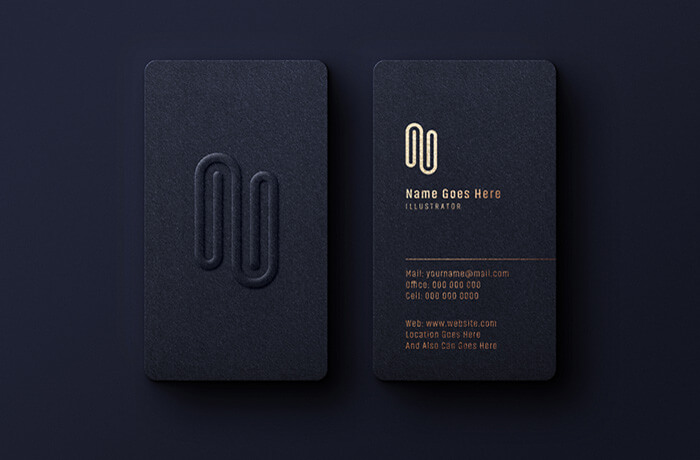 Name Goes Here
ILLUSTRATOR
Mail: yourname@mail.com
Office: 000 000 000
Cell: 000 000 0000
Web: www.website.com
Location Goes Here
And Also Can Goes Here